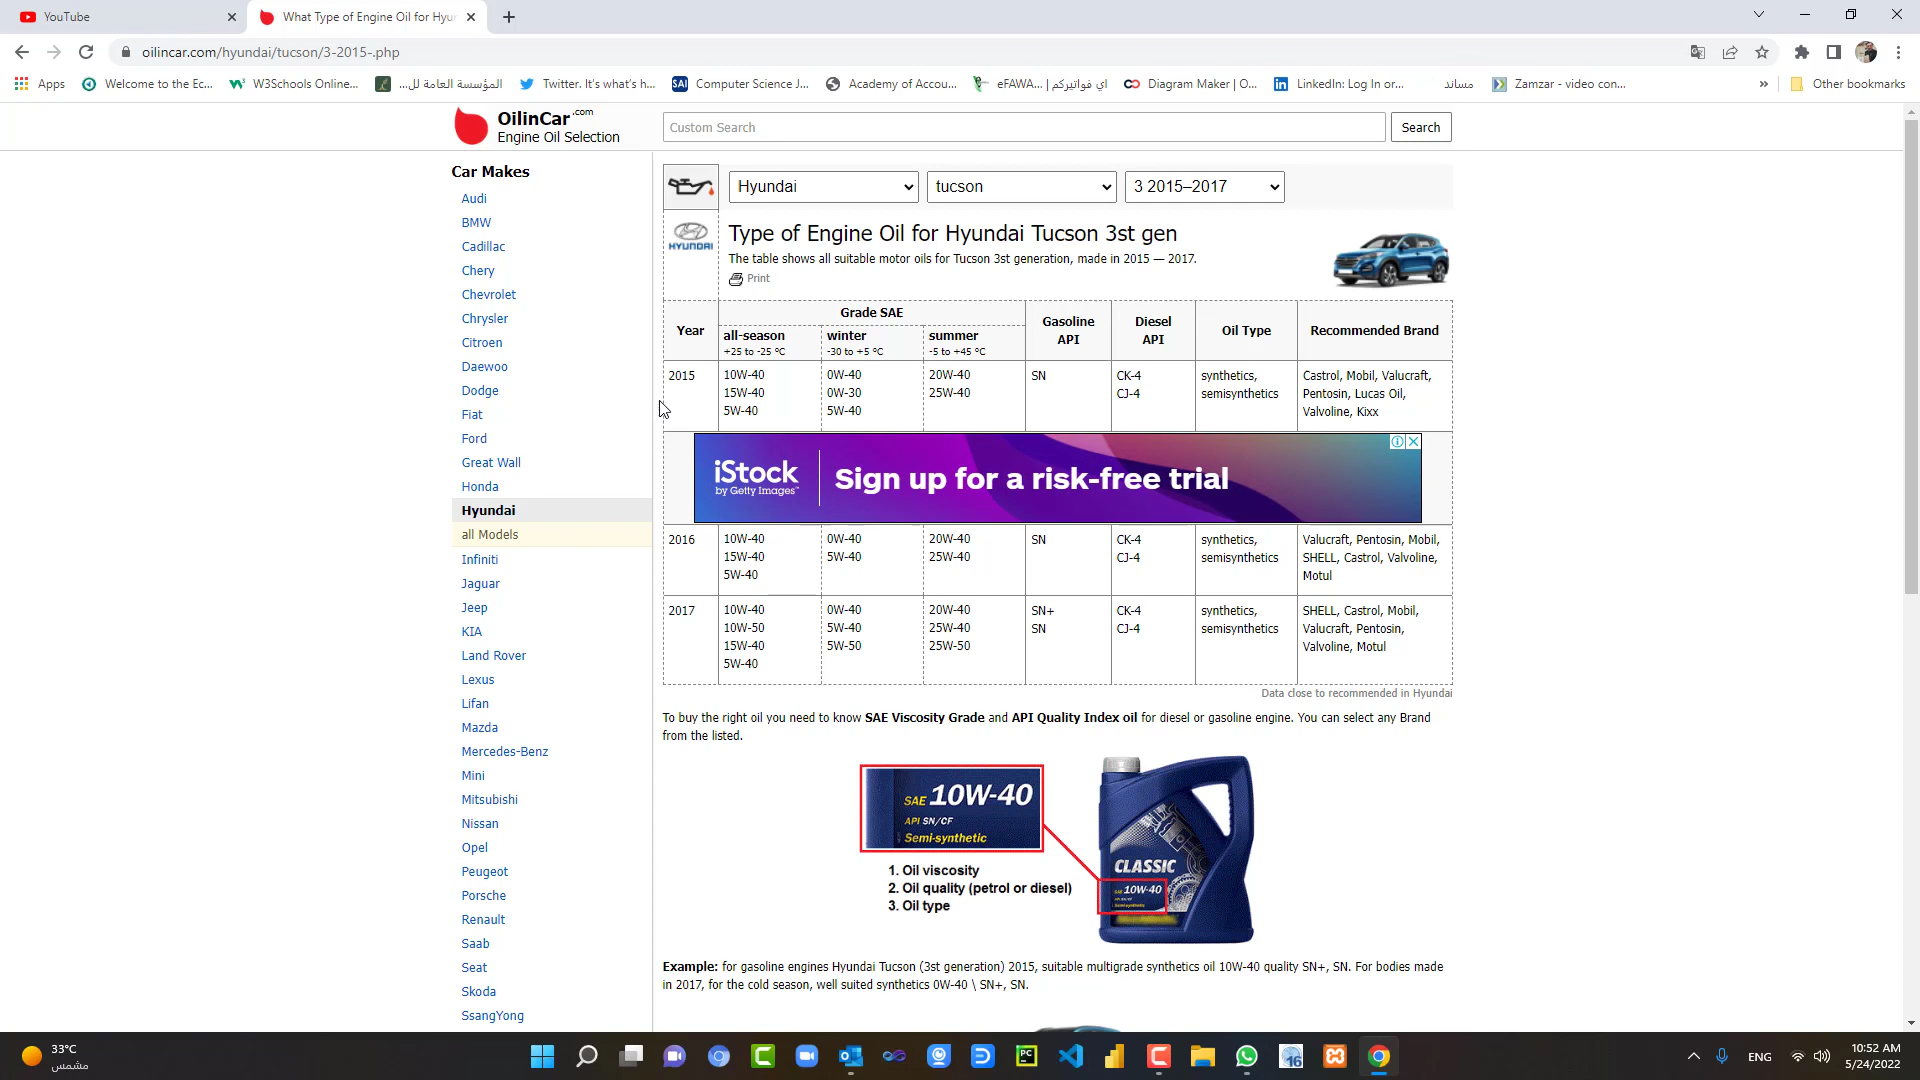 YouTube
What Type of Engine Oil for Hyu
oilincar.com/hyundai/tucson/3-2015-.php
Apps
Welcome to the Ec...
W3Schools Online...
المؤسسة العامة لل...
Twitter. It's what's h...
SAI
Computer Science J...
Academy of Accou...
eFAWA... | اي فواتيركم
Diagram Maker | O...
LinkedIn: Log In or...
مساند
Zamzar - video con...
»
Other bookmarks
OilinCar .com
Engine Oil Selection
Custom Search
Search
Car Makes
Audi
BMW
Cadillac
Chery
Chevrolet
Chrysler
Citroen
Daewoo
Dodge
Fiat
Ford
Great Wall
Honda
Hyundai
all Models
Infiniti
Jaguar
Jeep
KIA
Land Rover
Lexus
Lifan
Mazda
Mercedes-Benz
Mini
Mitsubishi
Nissan
Opel
Peugeot
Porsche
Renault
Saab
Seat
Skoda
SsangYong
Hyundai
tucson
3 2015–2017
HYUNDAI
Type of Engine Oil for Hyundai Tucson 3st gen
The table shows all suitable motor oils for Tucson 3st generation, made in 2015 — 2017.
Print
Year
Grade SAE
all-season
+25 to -25 °C
winter
-30 to +5 °C
summer
-5 to +45 °C
Gasoline
API
Diesel
API
Oil Type
Recommended Brand
2015
10W-40
15W-40
5W-40
0W-40
0W-30
5W-40
20W-40
25W-40
SN
CK-4
CJ-4
synthetics,
semisynthetics
Castrol, Mobil, Valucraft,
Pentosin, Lucas Oil,
Valvoline, Kixx
iStock
by Getty Images™
Sign up for a risk-free trial
2016
10W-40
15W-40
5W-40
0W-40
5W-40
20W-40
25W-40
SN
CK-4
CJ-4
synthetics,
semisynthetics
Valucraft, Pentosin, Mobil,
SHELL, Castrol, Valvoline,
Motul
2017
10W-40
10W-50
15W-40
5W-40
0W-40
5W-40
5W-50
20W-40
25W-40
25W-50
SN+
SN
CK-4
CJ-4
synthetics,
semisynthetics
SHELL, Castrol, Mobil,
Valucraft, Pentosin,
Valvoline, Motul
Data close to recommended in Hyundai
To buy the right oil you need to know SAE Viscosity Grade and API Quality Index oil for diesel or gasoline engine. You can select any Brand
from the listed.
SAE 10W-40
API SN/CF
Semi-synthetic
1. Oil viscosity
2. Oil quality (petrol or diesel)
3. Oil type
CLASSIC
SAE 10W-40
API SN/CF
Semi-synthetic
Example: for gasoline engines Hyundai Tucson (3st generation) 2015, suitable multigrade synthetics oil 10W-40 quality SN+, SN. For bodies made
in 2017, for the cold season, well suited synthetics 0W-40 \ SN+, SN.
33°C
مشمس
PC
16
ENG
10:52 AM
5/24/2022